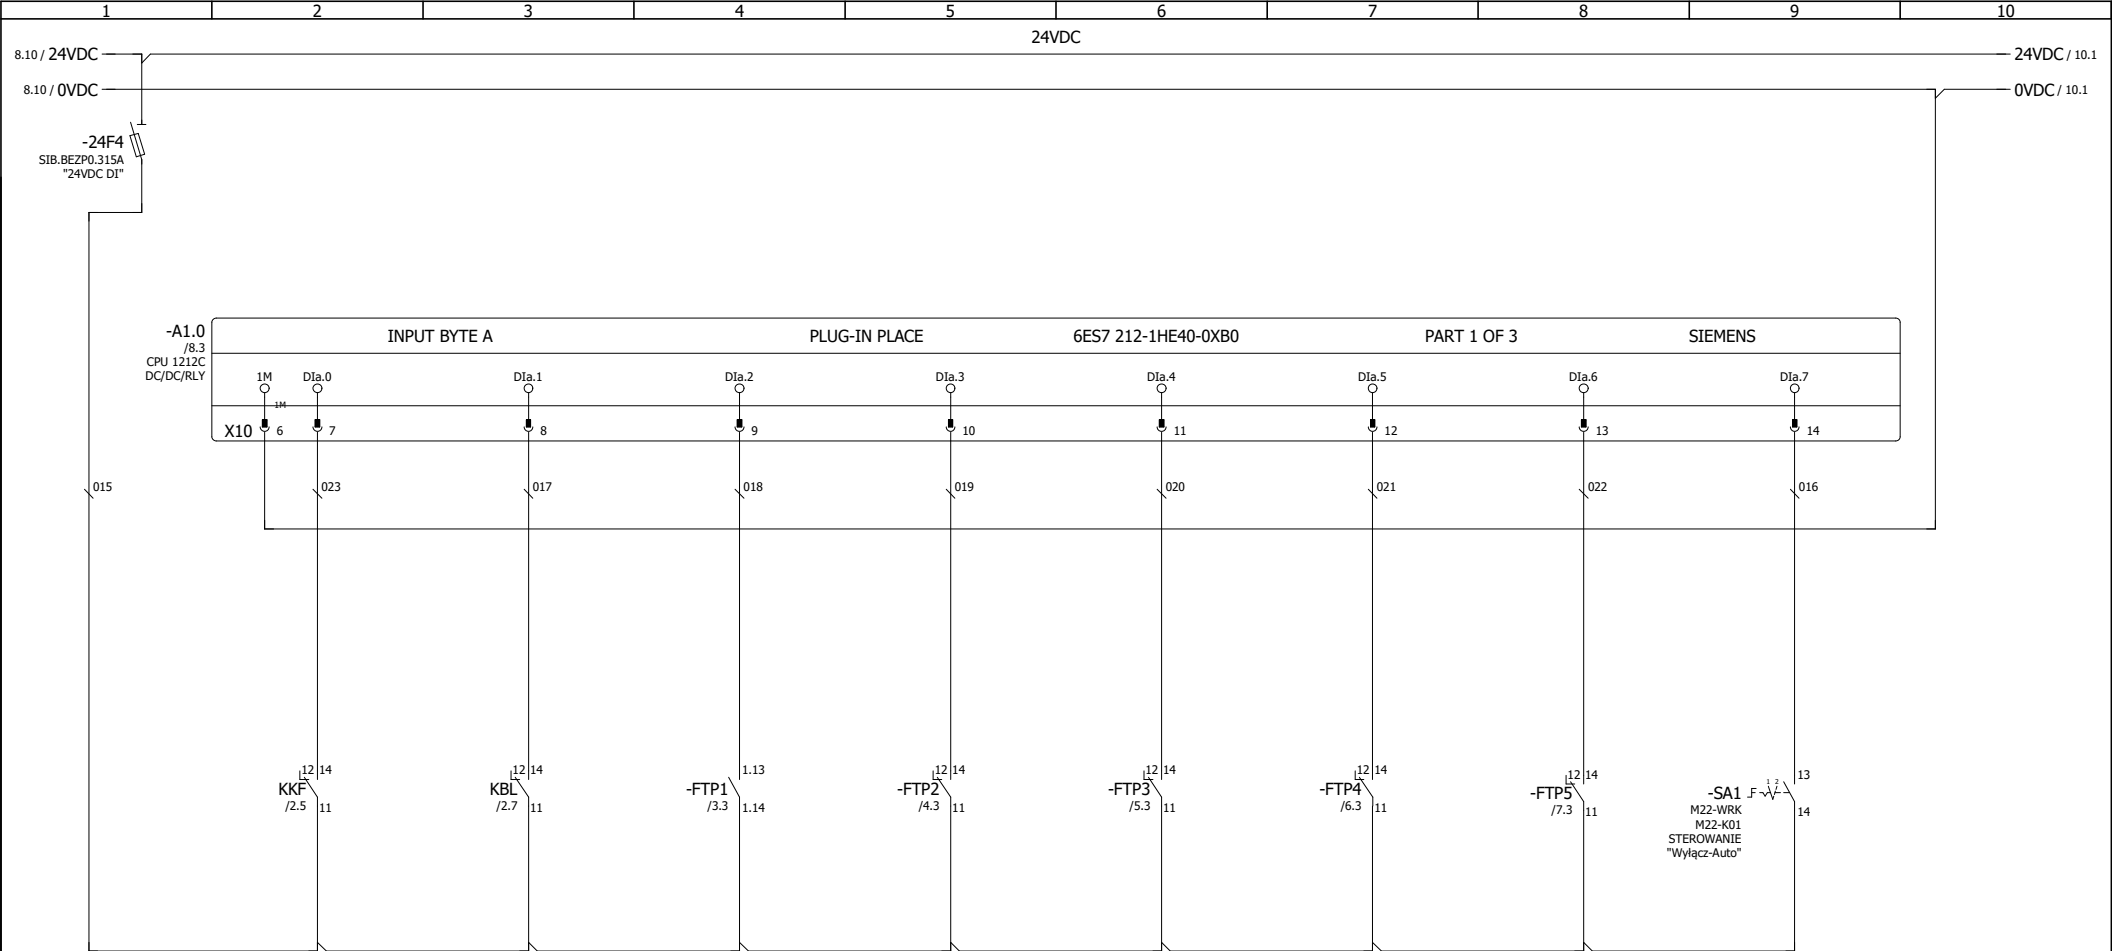 1 2 3 4 5 6 7 8 9 10
24VDC
8.10 / 24VDC 24VDC / 10.1
8.10 / 0VDC 0VDC / 10.1
-24F4
SIB.BEZP0.315A
"24VDC DI"
-A1.0
/8.3
CPU 1212C
DC/DC/RLY
INPUT BYTE A PLUG-IN PLACE 6ES7 212-1HE40-0XB0 PART 1 OF 3 SIEMENS
1M DIa.0 DIa.1 DIa.2 DIa.3 DIa.4 DIa.5 DIa.6 DIa.7
1M
X10 6 7 8 9 10 11 12 13 14
015 023 017 018 019 020 021 022 016
12 14
KKF
/2.5
11
12 14
KBL
/2.7
11
1.13
-FTP1
/3.3
1.14
12 14
-FTP2
/4.3
11
12 14
-FTP3
/5.3
11
12 14
-FTP4
/6.3
11
12 14
-FTP5
/7.3
11
13
1 2
-SA1
14
M22-WRK
M22-K01
STEROWANIE
"Wyłącz-Auto"